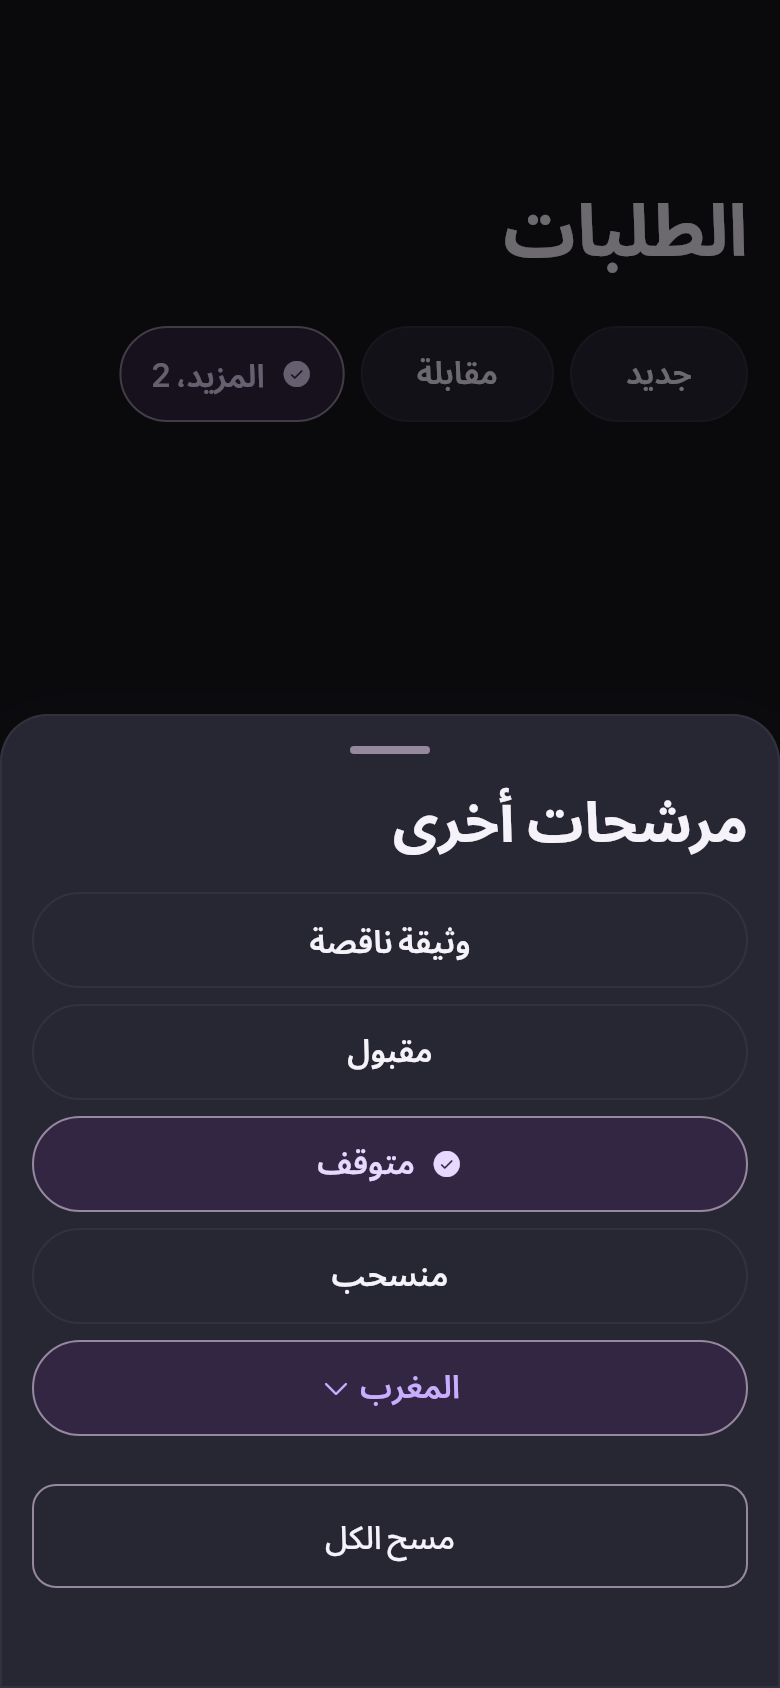 الطلبات
جديد
مقابلة
المزيد، 2
مرشحات أخرى
وثيقة ناقصة
مقبول
متوقف
منسحب
المغرب
مسح الكل